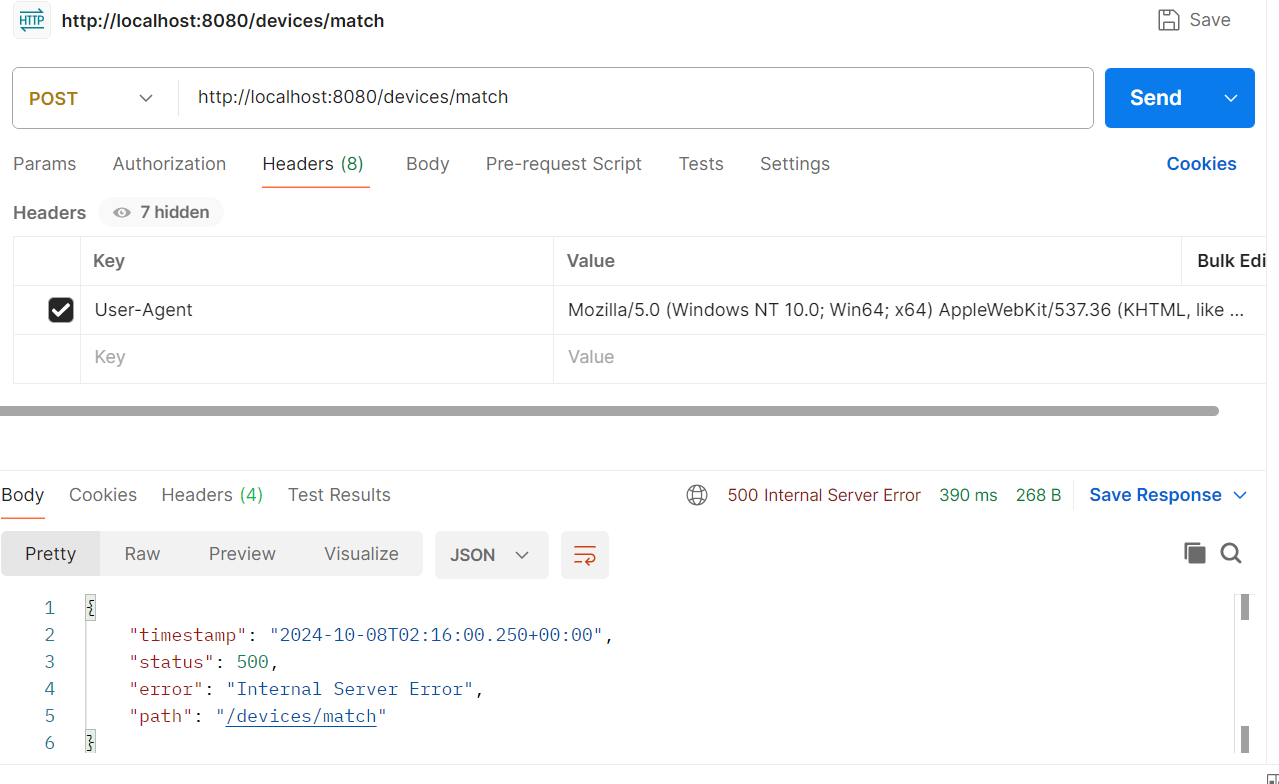 HTTP http://localhost:8080/devices/match Save
POST http://localhost:8080/devices/match Send
Params Authorization Headers (8) Body Pre-request Script Tests Settings Cookies
Headers 7 hidden
Key Value Bulk Edi
User-Agent Mozilla/5.0 (Windows NT 10.0; Win64; x64) AppleWebKit/537.36 (KHTML, like ...
Key Value
Body Cookies Headers (4) Test Results 500 Internal Server Error 390 ms 268 B Save Response
Pretty Raw Preview Visualize JSON
1 {
2 "timestamp": "2024-10-08T02:16:00.250+00:00",
3 "status": 500,
4 "error": "Internal Server Error",
5 "path": "/devices/match"
6 }